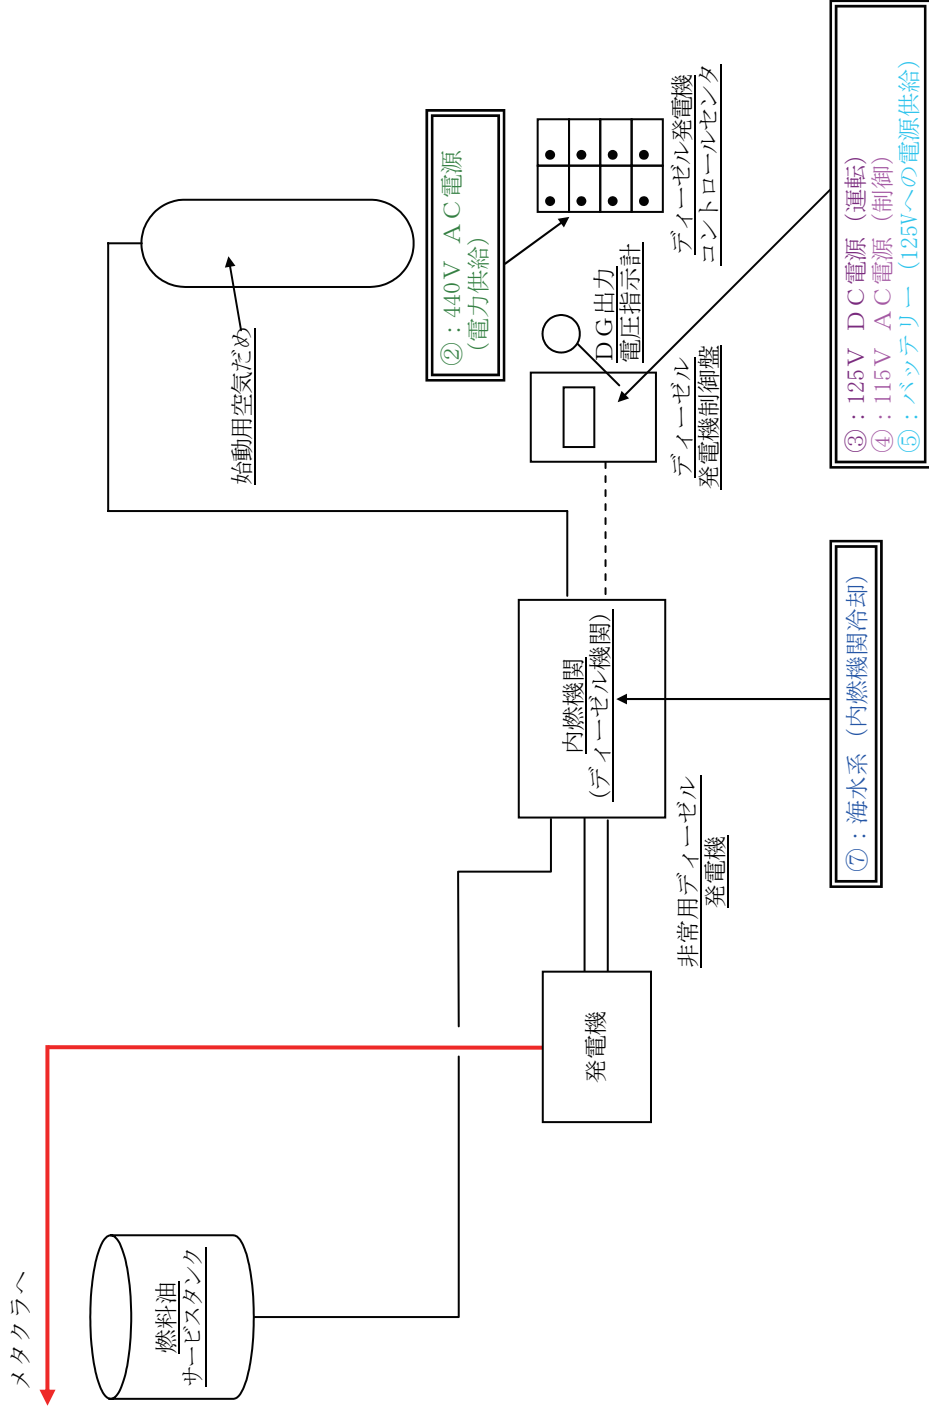 メタクラへ
燃料油
サービスタンク
発電機
非常用ディーゼル
発電機
内燃機関
(ディーゼル機関)
⑦：海水系（内燃機関冷却）
始動用空気だめ
②：440V AC電源
（電力供給）
DG出力
電圧指示計
ディーゼル
発電機制御盤
ディーゼル発電機
コントロールセンタ
③：125V DC電源（運転）
④：115V AC電源（制御）
⑤：バッテリー（125Vへの電源供給）